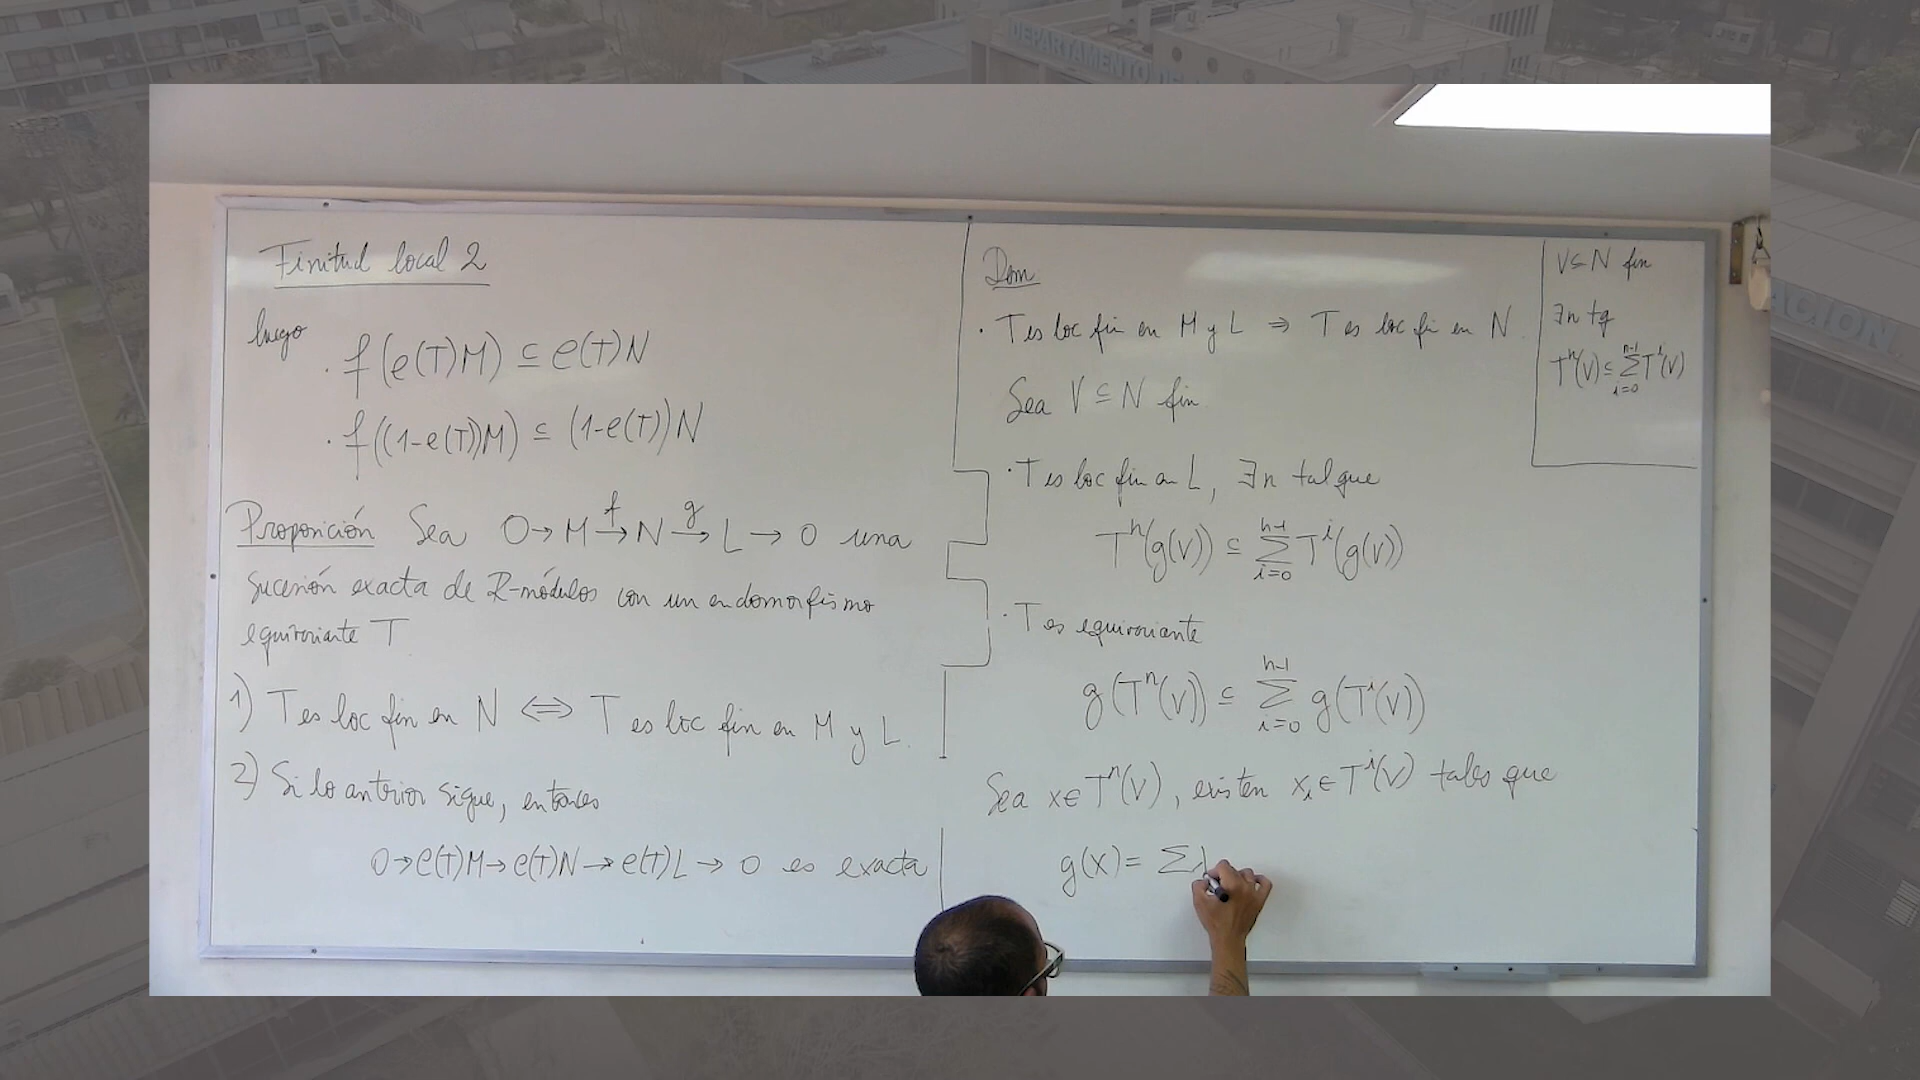 Finitud local 2
luego
· f(e(T)M) ⊆ e(T)N
· f((1-e(T))M) ⊆ (1-e(T))N
Proposición Sea 0→M→N→L→0 una
f g
sucesión exacta de R-módulos con un endomorfismo
equivariante T
1) T es loc fin en N ⟺ T es loc fin en M y L.
2) Si lo anterior sigue, entonces
0→e(T)M→e(T)N→e(T)L→0 es exacta
Dem
· T es loc fin en M y L ⇒ T es loc fin en N.
Sea V ⊆ N fin.
· T es loc fin en L, ∃n tal que
Tⁿ(g(V)) ⊆ ∑_{i=0}^{n-1} Tⁱ(g(V))
· T es equivariante
g(Tⁿ(V)) ⊆ ∑_{i=0}^{n-1} g(Tⁱ(V))
Sea x∈Tⁿ(V), existen xᵢ∈Tⁱ(V) tales que
g(x)= ∑λ
V⊆N fin
∃n tq
Tⁿ(V)⊆∑_{i=0}^{n-1}Tⁱ(V)
DEPARTAMENTO DE